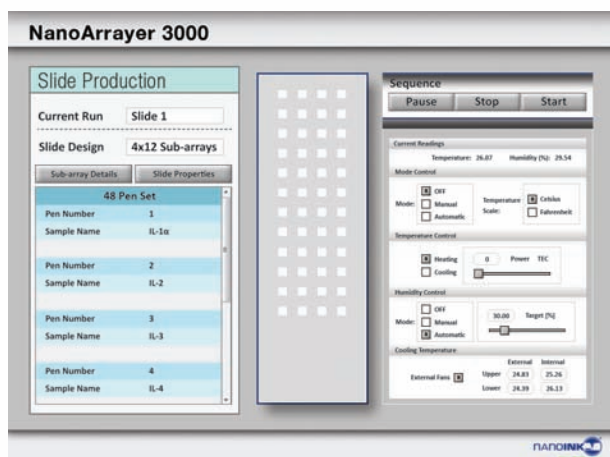 NanoArrayer 3000
Slide Production
Current Run Slide 1
Slide Design 4x12 Sub-arrays
Sub-array Details Slide Properties
48 Pen Set
Pen Number 1
Sample Name IL-1α
Pen Number 2
Sample Name IL-2
Pen Number 3
Sample Name IL-3
Pen Number 4
Sample Name IL-4
Sequence
Pause Stop Start
Current Readings
Temperature: 26.07 Humidity (%): 29.54
Mode Control
Mode: OFF
Manual
Automatic
Temperature Scale: Celsius
Fahrenheit
Temperature Control
Heating 0 Power TEC
Cooling
Humidity Control
Mode: OFF
Manual
Automatic
30.00 Target [%]
Cooling Temperature
External Internal
External Fans Upper 24.83 25.26
Lower 24.39 26.13
NANOINK